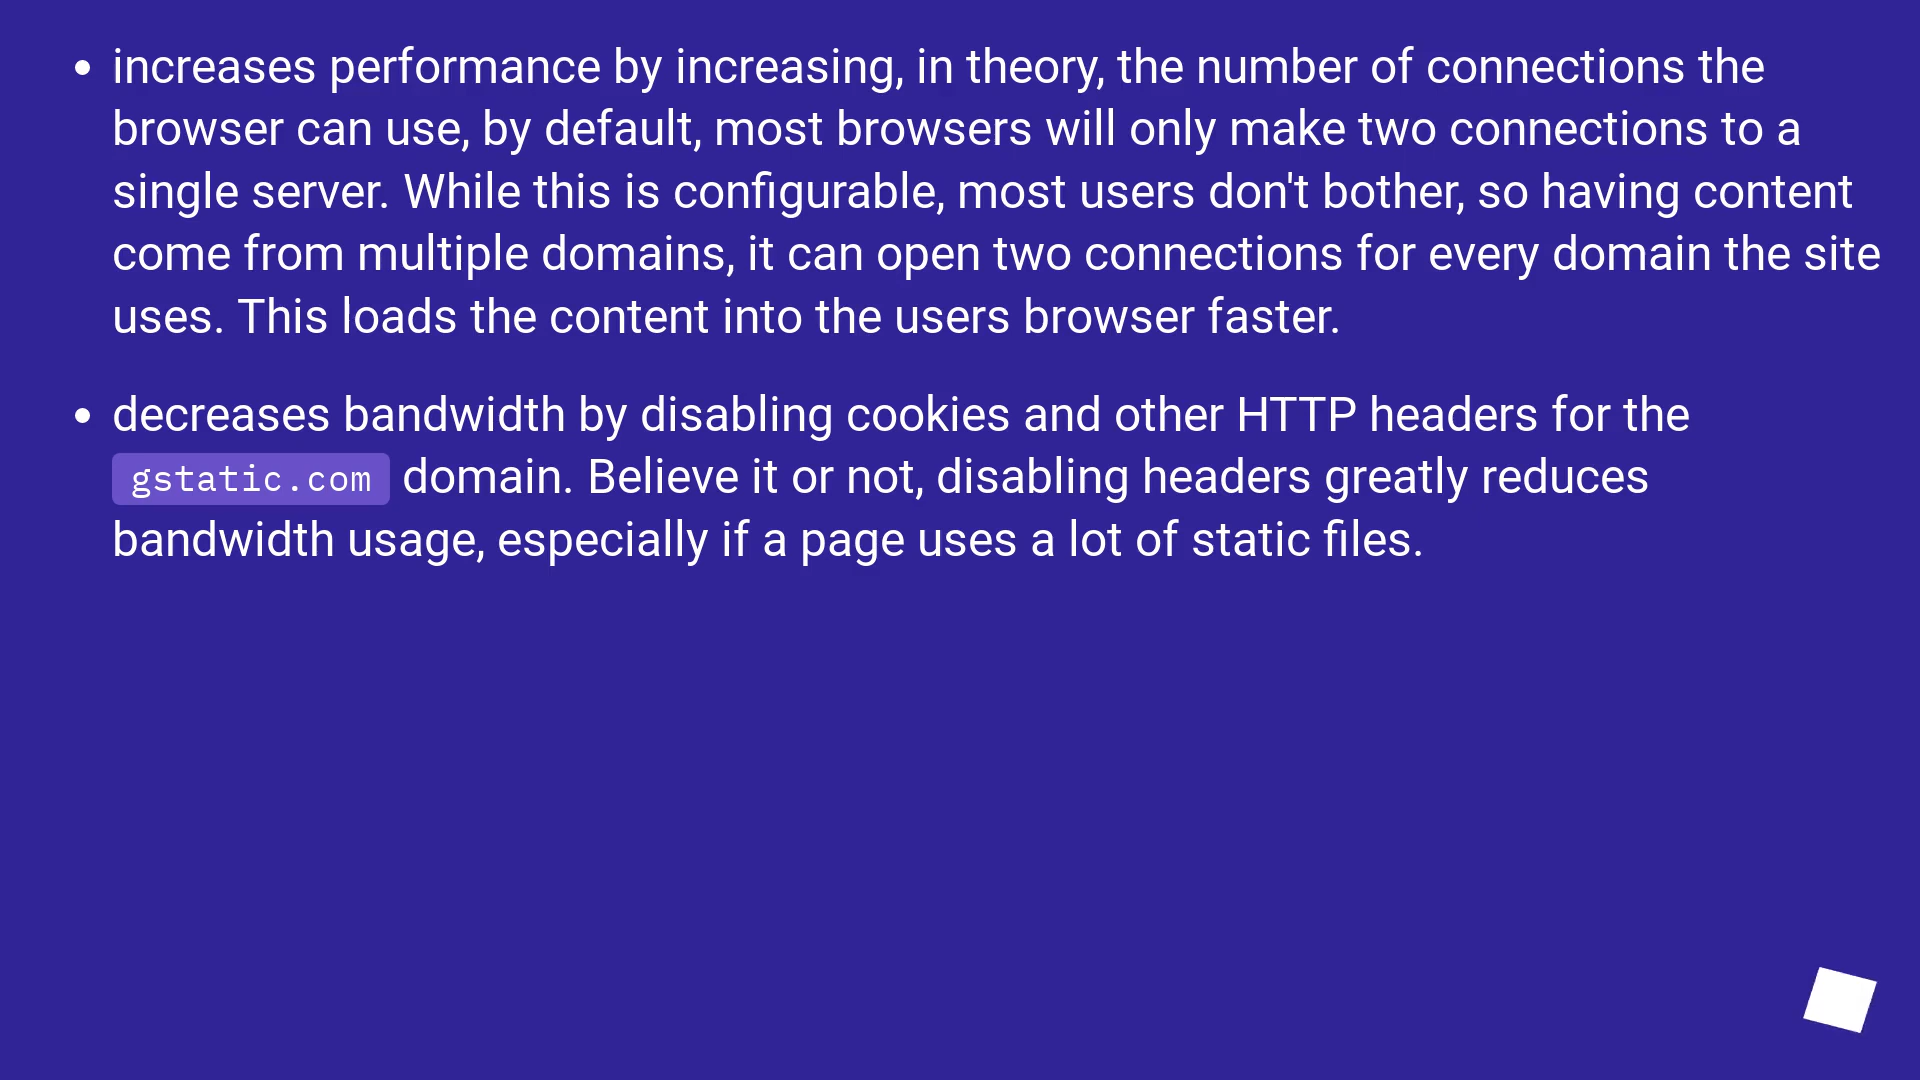 • increases performance by increasing, in theory, the number of connections the
browser can use, by default, most browsers will only make two connections to a
single server. While this is configurable, most users don't bother, so having content
come from multiple domains, it can open two connections for every domain the site
uses. This loads the content into the users browser faster.
• decreases bandwidth by disabling cookies and other HTTP headers for the
gstatic.com domain. Believe it or not, disabling headers greatly reduces
bandwidth usage, especially if a page uses a lot of static files.